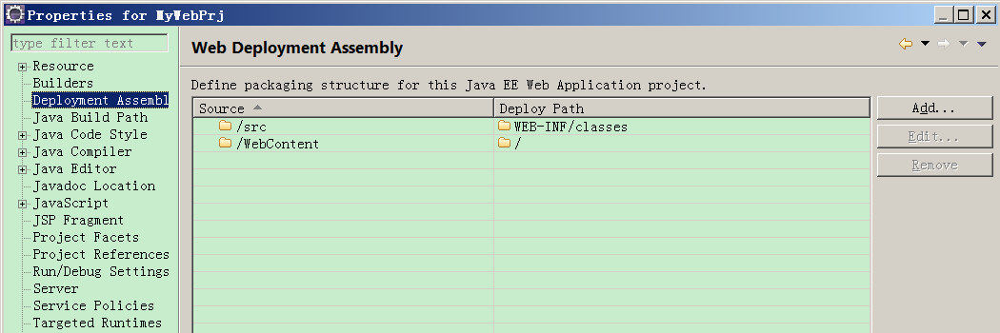 Properties for MyWebPrj
type filter text
Resource
Builders
Deployment Assembl
Java Build Path
Java Code Style
Java Compiler
Java Editor
Javadoc Location
JavaScript
JSP Fragment
Project Facets
Project References
Run/Debug Settings
Server
Service Policies
Targeted Runtimes
Web Deployment Assembly
Define packaging structure for this Java EE Web Application project.
Source Deploy Path
/src WEB-INF/classes
/WebContent /
Add...
Edit...
Remove